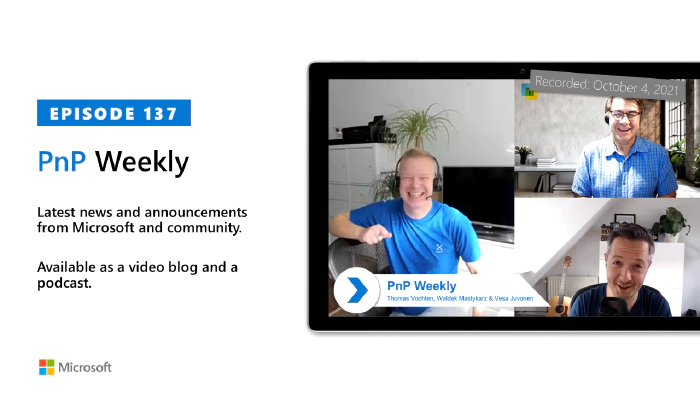 EPISODE 137
PnP Weekly
Latest news and announcements
from Microsoft and community.
Available as a video blog and a
podcast.
Microsoft
Recorded: October 4, 2021
PnP Weekly
Thomas Vochten, Waldek Mastykarz & Vesa Juvonen